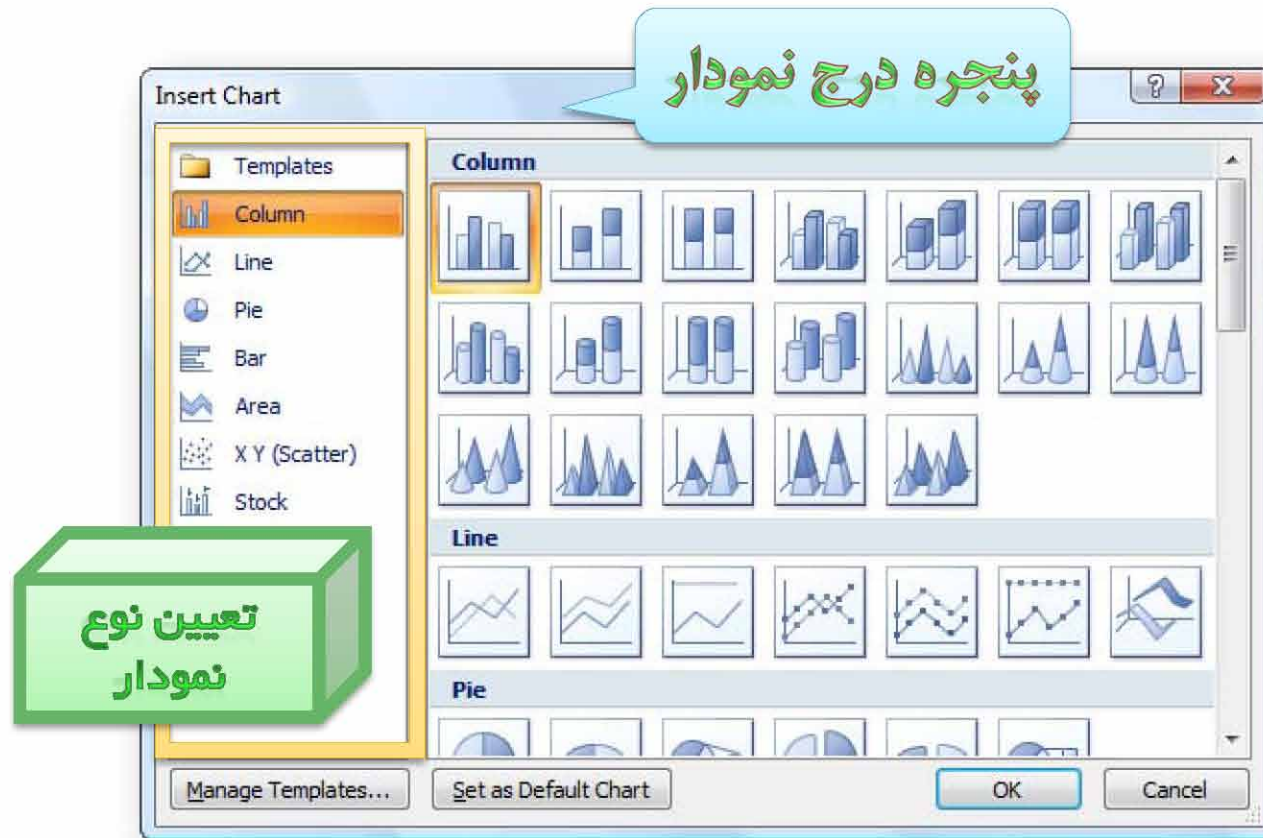 پنجره درج نمودار
Insert Chart
Templates
Column
Line
Pie
Bar
Area
X Y (Scatter)
Stock
تعیین نوع
نمودار
Column
Line
Pie
Manage Templates...
Set as Default Chart
OK
Cancel